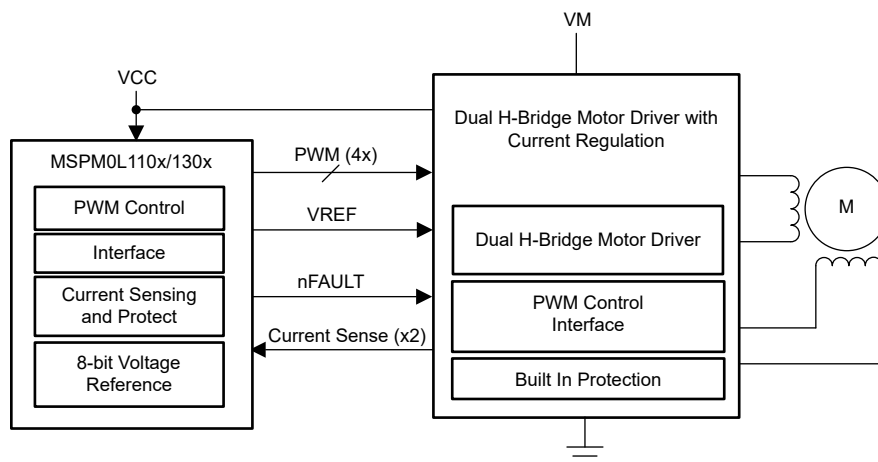 VM
VCC
Dual H-Bridge Motor Driver with
Current Regulation
MSPM0L110x/130x
PWM Control
Interface
Current Sensing
and Protect
8-bit Voltage
Reference
PWM (4x)
VREF
nFAULT
Current Sense (x2)
Dual H-Bridge Motor Driver
PWM Control
Interface
Built In Protection
M